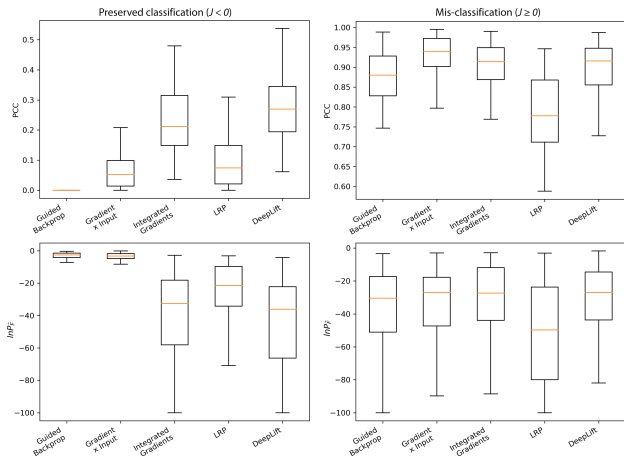 Preserved classification (J < 0)
PCC
0.5
0.4
0.3
0.2
0.1
0.0
Guided
Backprop
Gradient
x Input
Integrated
Gradients
LRP
DeepLift
Mis-classification (J ≥ 0)
PCC
1.00
0.95
0.90
0.85
0.80
0.75
0.70
0.65
0.60
Guided
Backprop
Gradient
x Input
Integrated
Gradients
LRP
DeepLift
lnP_F̃
0
−20
−40
−60
−80
−100
Guided
Backprop
Gradient
x Input
Integrated
Gradients
LRP
DeepLift
lnP_F̃
0
−20
−40
−60
−80
−100
Guided
Backprop
Gradient
x Input
Integrated
Gradients
LRP
DeepLift